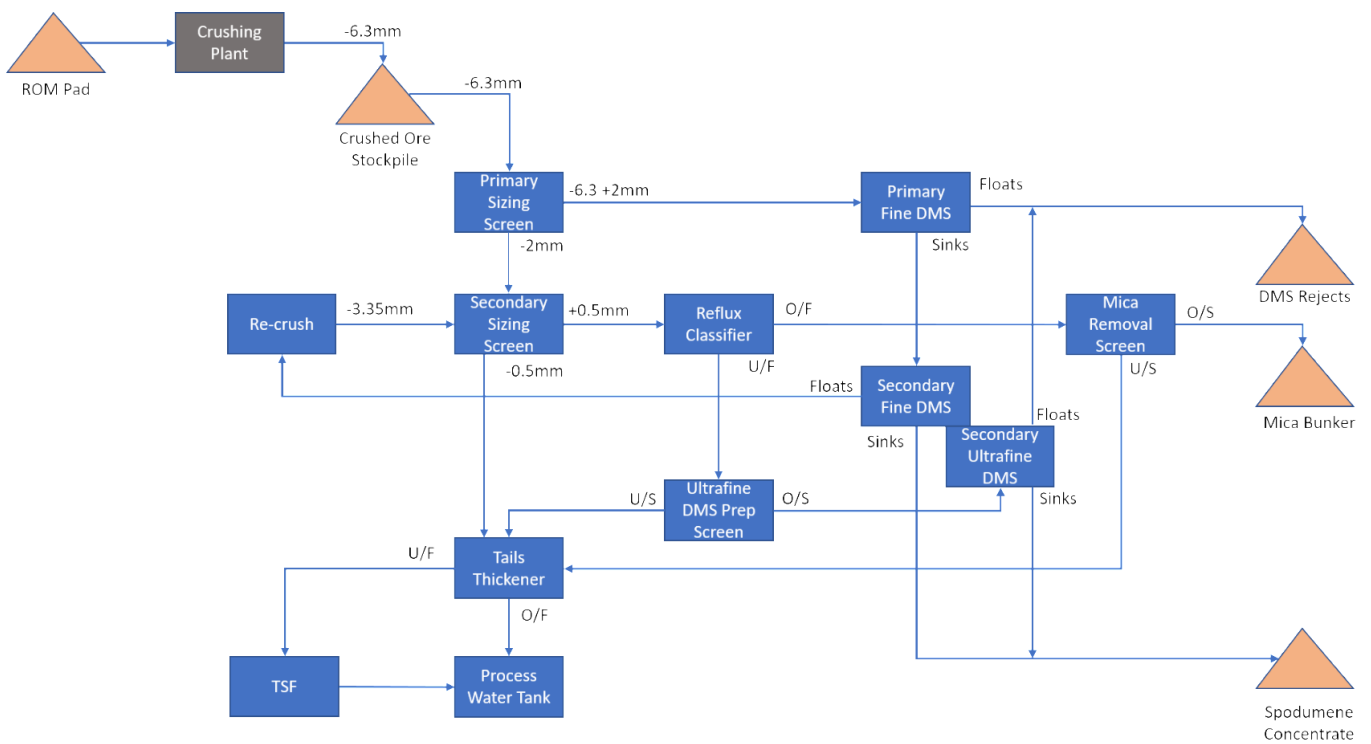 Crushing
Plant
-6.3mm
ROM Pad
-6.3mm
Crushed Ore
Stockpile
Primary
Sizing
Screen
-6.3 +2mm
Primary
Fine DMS
Floats
-2mm
Sinks
DMS Rejects
Re-crush
-3.35mm
Secondary
Sizing
Screen
+0.5mm
Reflux
Classifier
O/F
Mica
Removal
Screen
O/S
-0.5mm
U/F
U/S
Floats
Secondary
Fine DMS
Floats
Mica Bunker
Sinks
Secondary
Ultrafine
DMS
Sinks
U/S
Ultrafine
DMS Prep
Screen
O/S
U/F
Tails
Thickener
O/F
TSF
Process
Water Tank
Spodumene
Concentrate